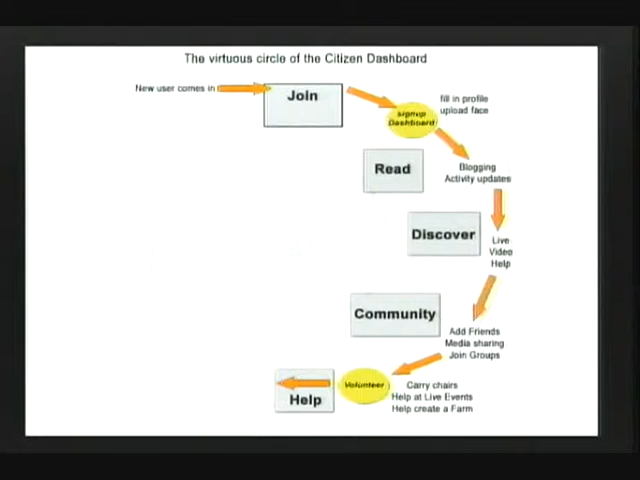 The virtuous circle of the Citizen Dashboard
New user comes in
Join
fill in profile
upload face
signup
Dashboard
Read
Blogging
Activity updates
Discover
Live
Video
Help
Community
Add Friends
Media sharing
Join Groups
Volunteer
Carry chairs
Help at Live Events
Help create a Farm
Help